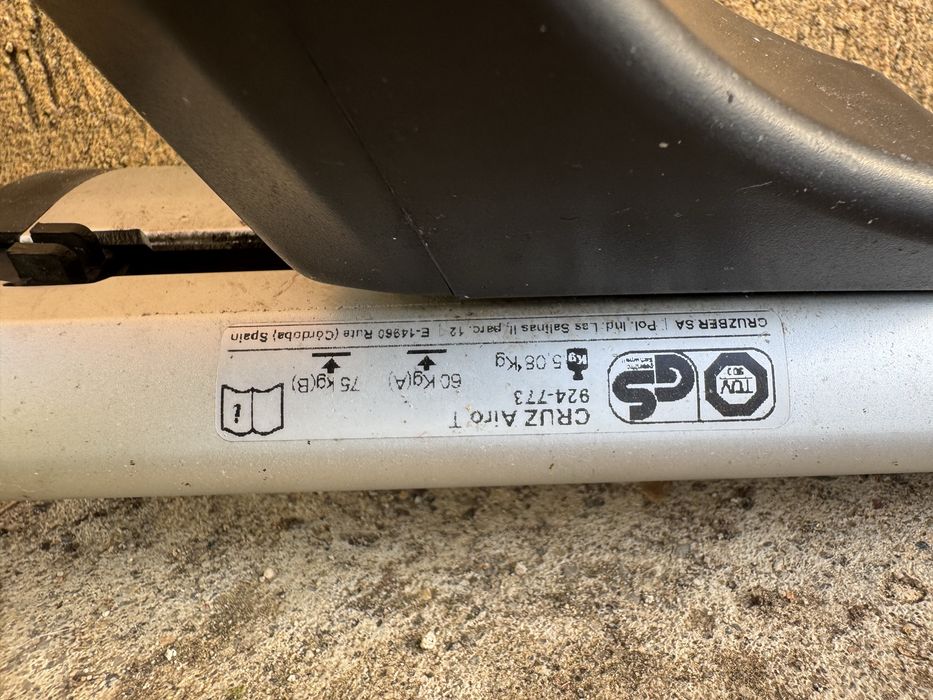 TÜV
GS
CRUZ Airo T
924-773
Kg 5,08 Kg
60 Kg(A)
75 kg(B)
i
CRUZBER SA | Pol. Ind. Las Salinas II, parc. 12 | E-14960 Rute (Córdoba) Spain